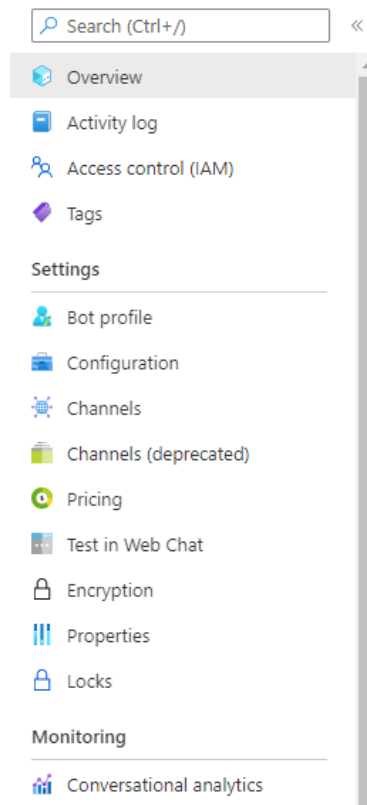 Search (Ctrl+/)
Overview
Activity log
Access control (IAM)
Tags
Settings
Bot profile
Configuration
Channels
Channels (deprecated)
Pricing
Test in Web Chat
Encryption
Properties
Locks
Monitoring
Conversational analytics